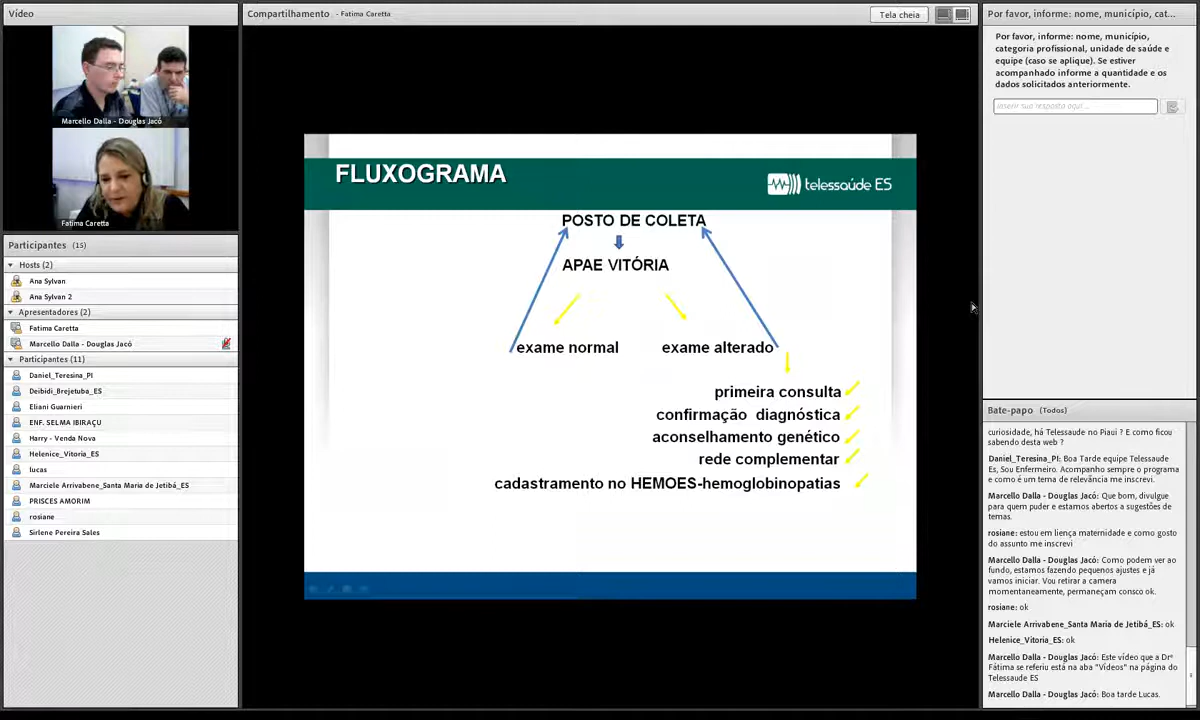 Vídeo
Marcello Dalla - Douglas Jacó
Fatima Caretta
Participantes (15)
Hosts (2)
Ana Sylvan
Ana Sylvan 2
Apresentadores (2)
Fatima Caretta
Marcello Dalla - Douglas Jacó
Participantes (11)
Daniel_Teresina_PI
Deibidi_Brejetuba_ES
Eliani Guarnieri
ENF. SELMA IBIRAÇU
Harry - Venda Nova
Helenice_Vitoria_ES
lucas
Marciele Arrivabene_Santa Maria de Jetibá_ES
PRISCES AMORIM
rosiane
Sirlene Pereira Sales
Compartilhamento - Fatima Caretta
Tela cheia
FLUXOGRAMA
telessaúde ES
POSTO DE COLETA
APAE VITÓRIA
exame normal
exame alterado
primeira consulta
confirmação diagnóstica
aconselhamento genético
rede complementar
cadastramento no HEMOES-hemoglobinopatias
Por favor, informe: nome, município, cat...
Por favor, informe: nome, município,
categoria profissional, unidade de saúde e
equipe (caso se aplique). Se estiver
acompanhado informe a quantidade e os
dados solicitados anteriormente.
Inserir sua resposta aqui ...
Bate-papo (Todos)
curiosidade, há Telessaude no Piaui ? E como ficou
sabendo desta web ?
Daniel_Teresina_PI: Boa Tarde equipe Telessaude
Es, Sou Enfermeiro. Acompanho sempre o programa
e como é um tema de relevância me inscrevi.
Marcello Dalla - Douglas Jacó: Que bom, divulgue
para quem puder e estamos abertos a sugestões de
temas.
rosiane: estou em liença maternidade e como gosto
do assunto me inscrevi
Marcello Dalla - Douglas Jacó: Como podem ver ao
fundo, estamos fazendo pequenos ajustes e já
vamos iniciar. Vou retirar a camera
momentaneamente, permaneçam consco ok.
rosiane: ok
Marciele Arrivabene_Santa Maria de Jetibá_ES: ok
Helenice_Vitoria_ES: ok
Marcello Dalla - Douglas Jacó: Este vídeo que a Drª
Fátima se referiu está na aba "Vídeos" na página do
Telessaude ES
Marcello Dalla - Douglas Jacó: Boa tarde Lucas.